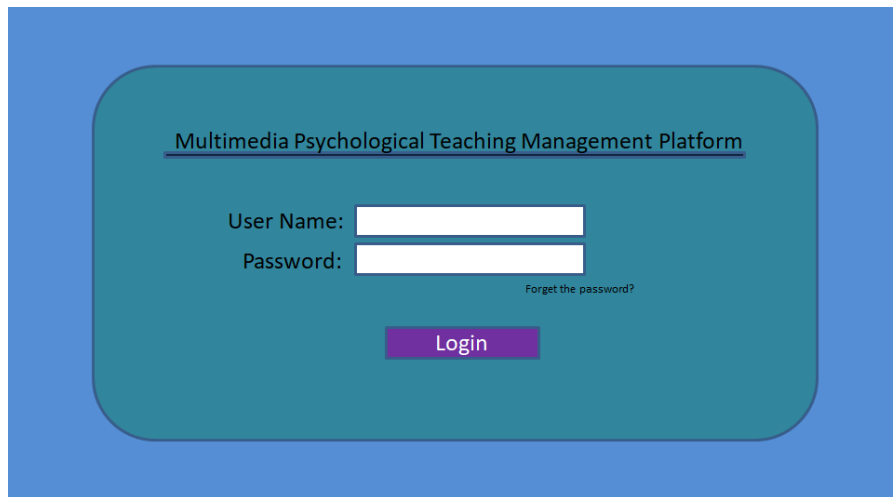 Multimedia Psychological Teaching Management Platform
User Name:
Password:
Forget the password?
Login